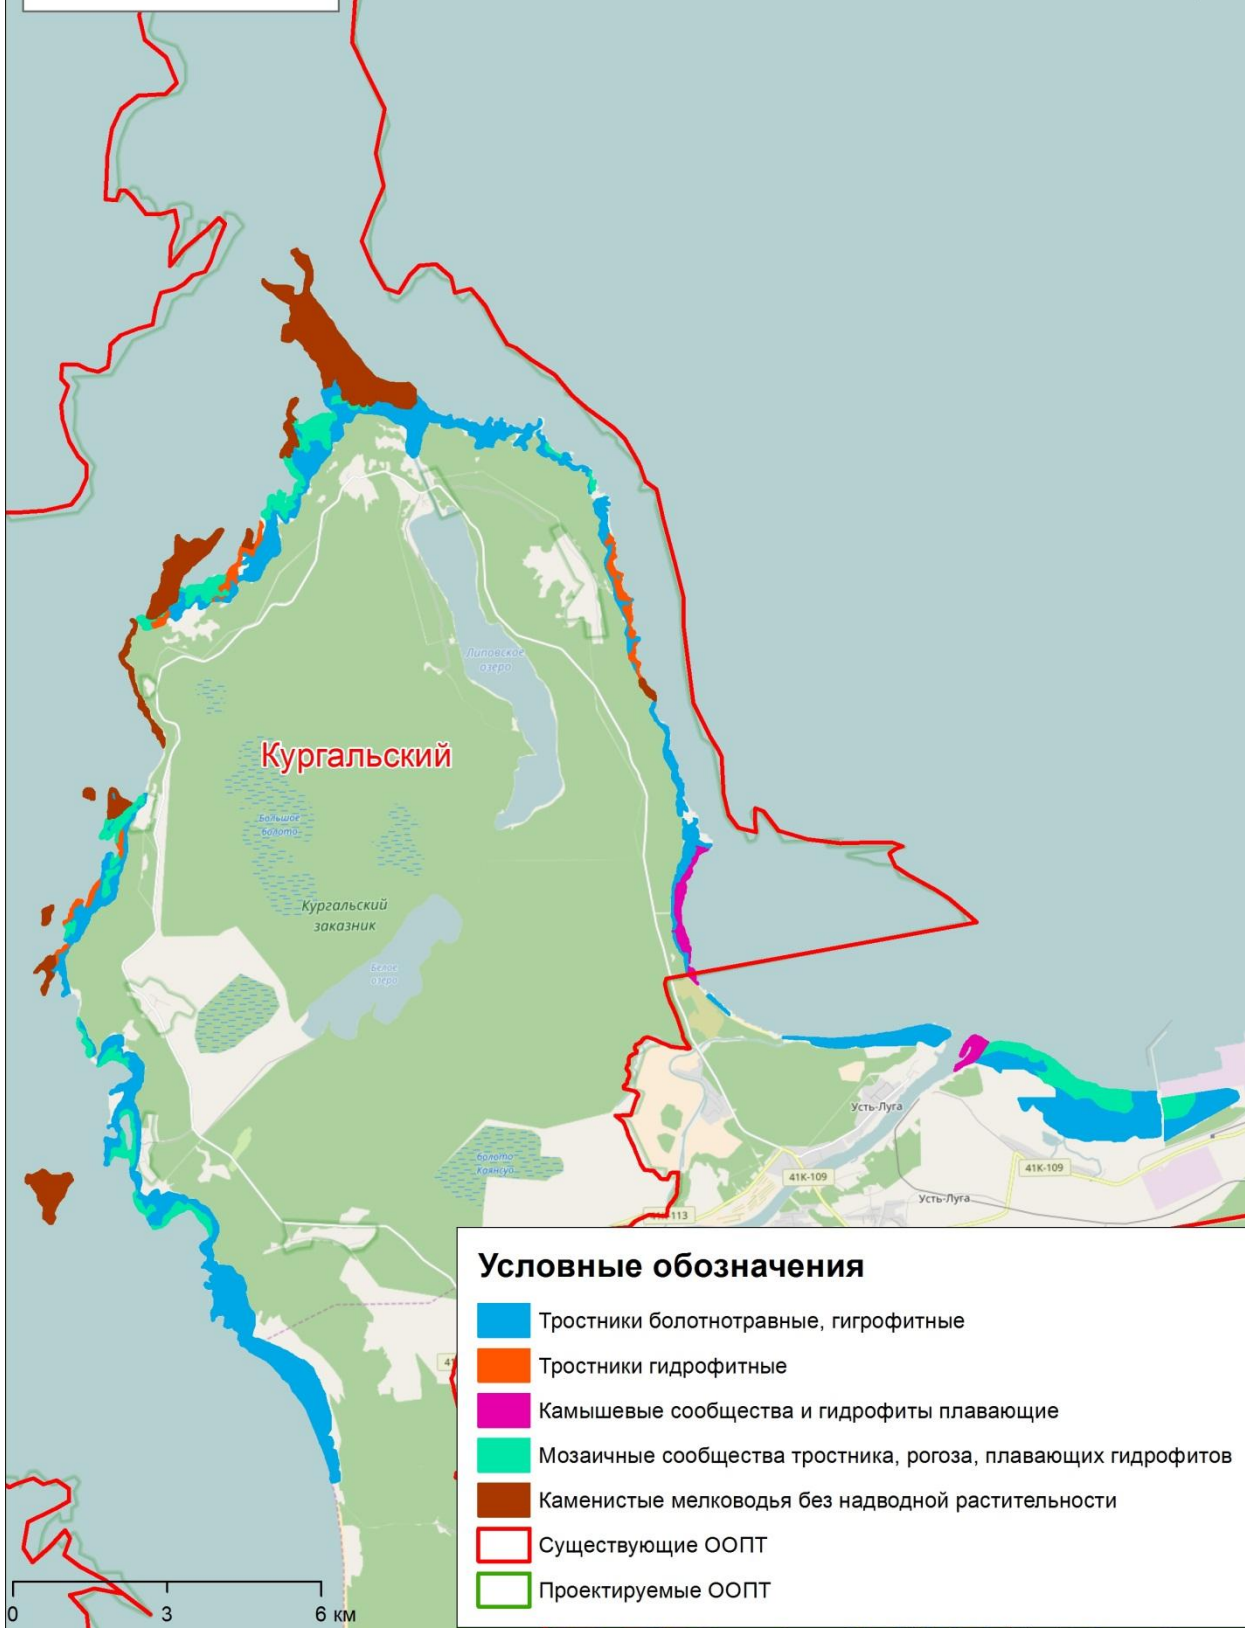 Липовское
озеро
Кургальский
Большое
болото
Кургальский
заказник
Белое
озеро
Усть-Луга
41К-109
41К-109
Усть-Луга
болото
Кайнсуо
41К-113
41
Условные обозначения
Тростники болотнотравные, гигрофитные
Тростники гидрофитные
Камышевые сообщества и гидрофиты плавающие
Мозаичные сообщества тростника, рогоза, плавающих гидрофитов
Каменистые мелководья без надводной растительности
Существующие ООПТ
Проектируемые ООПТ
0 3 6 км